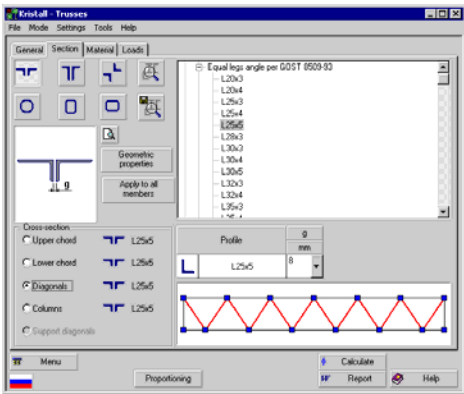 Kristall - Trusses
File Mode Settings Tools Help
General Section Material Loads
Equal legs angle per GOST 8509-93
L20x3
L20x4
L25x3
L25x4
L25x5
L28x3
L30x3
L30x4
L30x5
L32x3
L32x4
L35x3
L35x4
g
Geometric properties
Apply to all members
Cross-section
Upper chord L25x5
Lower chord L25x5
Diagonals L25x5
Columns L25x5
Support diagonals
Profile g
mm
L25x5 8
Menu Calculate
Proportioning Report Help